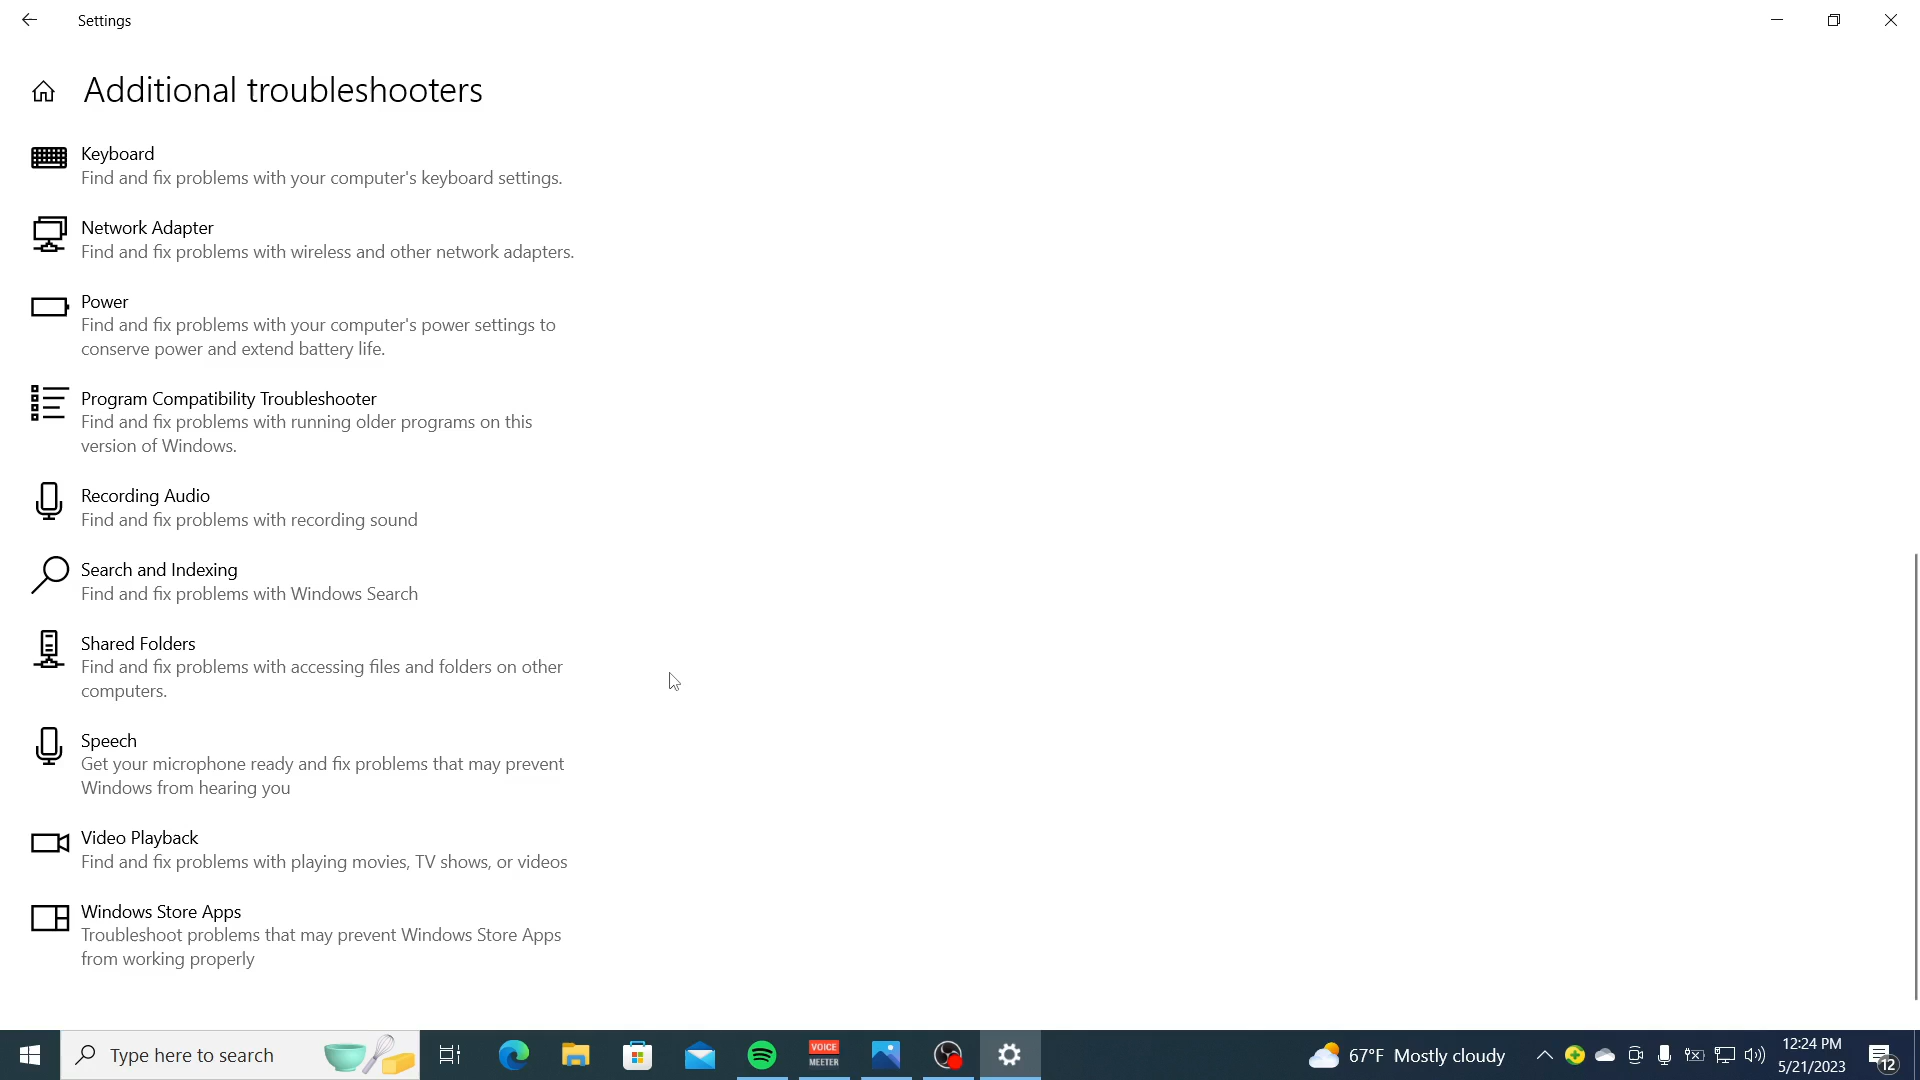 Settings
Additional troubleshooters
Keyboard
Find and fix problems with your computer's keyboard settings.
Network Adapter
Find and fix problems with wireless and other network adapters.
Power
Find and fix problems with your computer's power settings to
conserve power and extend battery life.
Program Compatibility Troubleshooter
Find and fix problems with running older programs on this
version of Windows.
Recording Audio
Find and fix problems with recording sound
Search and Indexing
Find and fix problems with Windows Search
Shared Folders
Find and fix problems with accessing files and folders on other
computers.
Speech
Get your microphone ready and fix problems that may prevent
Windows from hearing you
Video Playback
Find and fix problems with playing movies, TV shows, or videos
Windows Store Apps
Troubleshoot problems that may prevent Windows Store Apps
from working properly
Type here to search
VOICE
MEETER
67°F Mostly cloudy
12:24 PM
5/21/2023
12